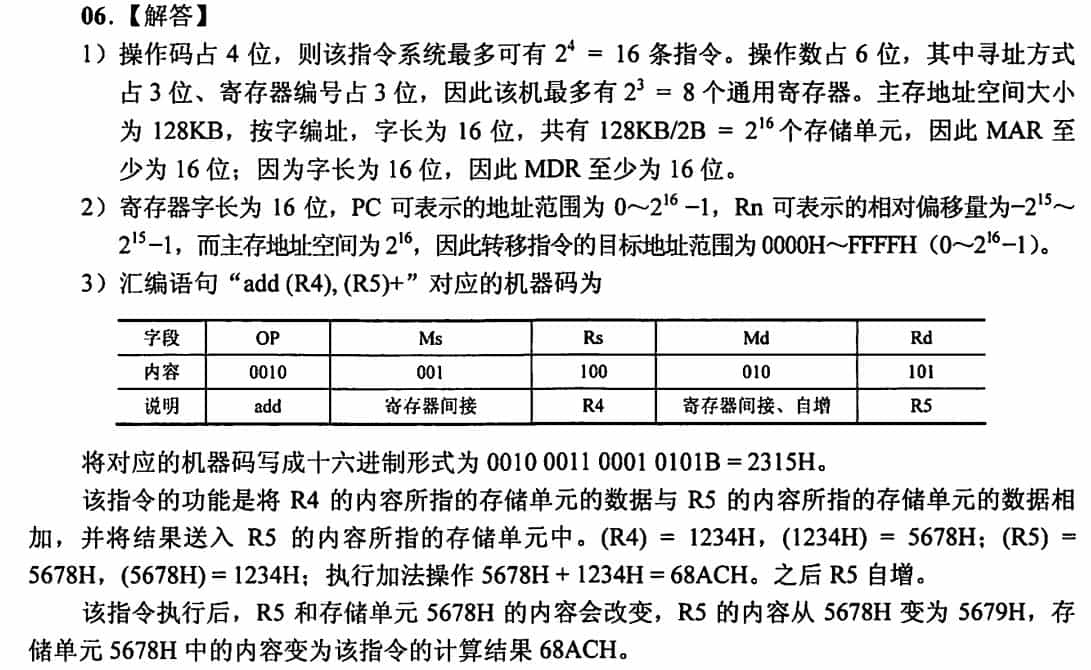 06.【解答】
1）操作码占 4 位，则该指令系统最多可有 2⁴ = 16 条指令。操作数占 6 位，其中寻址方式
占 3 位、寄存器编号占 3 位，因此该机最多有 2³ = 8 个通用寄存器。主存地址空间大小
为 128KB，按字编址，字长为 16 位，共有 128KB/2B = 2¹⁶ 个存储单元，因此 MAR 至
少为 16 位；因为字长为 16 位，因此 MDR 至少为 16 位。
2）寄存器字长为 16 位，PC 可表示的地址范围为 0～2¹⁶ –1，Rn 可表示的相对偏移量为–2¹⁵～
2¹⁵–1，而主存地址空间为 2¹⁶，因此转移指令的目标地址范围为 0000H～FFFFH（0～2¹⁶–1）。
3）汇编语句“add (R4), (R5)+”对应的机器码为
字段 OP Ms Rs Md Rd
内容 0010 001 100 010 101
说明 add 寄存器间接 R4 寄存器间接、自增 R5
将对应的机器码写成十六进制形式为 0010 0011 0001 0101B = 2315H。
该指令的功能是将 R4 的内容所指的存储单元的数据与 R5 的内容所指的存储单元的数据相
加，并将结果送入 R5 的内容所指的存储单元中。(R4) = 1234H，(1234H) = 5678H；(R5) =
5678H，(5678H) = 1234H；执行加法操作 5678H + 1234H = 68ACH。之后 R5 自增。
该指令执行后，R5 和存储单元 5678H 的内容会改变，R5 的内容从 5678H 变为 5679H，存
储单元 5678H 中的内容变为该指令的计算结果 68ACH。